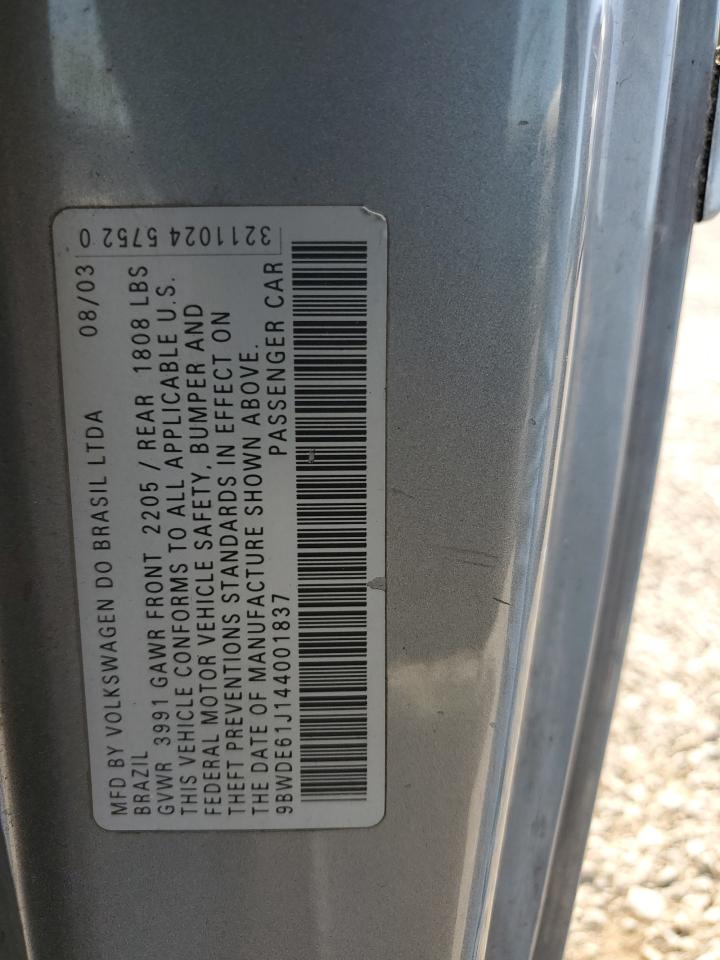 MFD BY VOLKSWAGEN DO BRASIL LTDA 08/03
BRAZIL
GVWR 3991 GAWR FRONT 2205 / REAR 1808 LBS
THIS VEHICLE CONFORMS TO ALL APPLICABLE U.S.
FEDERAL MOTOR VEHICLE SAFETY, BUMPER AND
THEFT PREVENTIONS STANDARDS IN EFFECT ON
THE DATE OF MANUFACTURE SHOWN ABOVE.
9BWDE61J144001837 PASSENGER CAR
3211024 5752 0